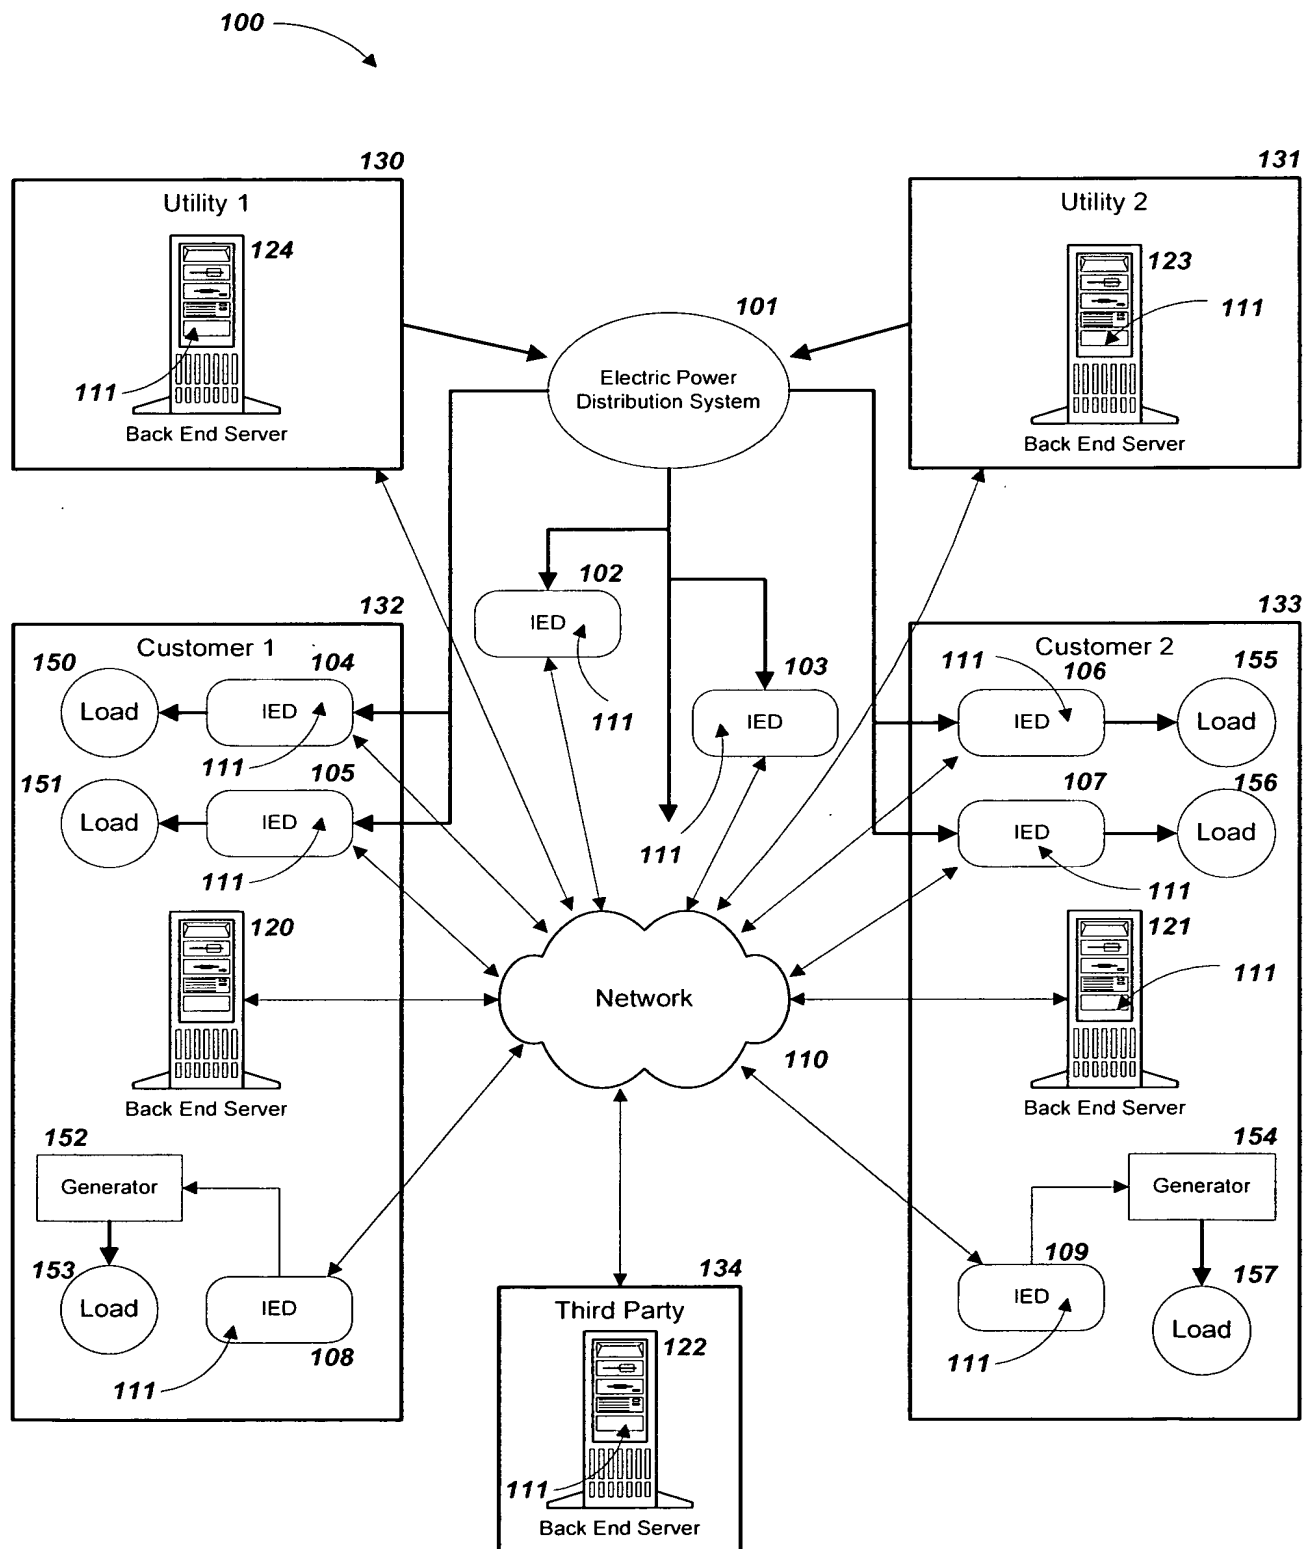 100
130
131
Utility 1
Utility 2
124
123
111
111
Back End Server
Back End Server
101
Electric Power
Distribution System
102
IED
111
103
IED
111
132
Customer 1
150
104
Load
IED
111
151
105
Load
IED
111
120
Back End Server
152
Generator
153
Load
IED
108
111
133
Customer 2
111
106
155
IED
Load
107
156
IED
Load
111
121
111
Back End Server
154
Generator
109
157
IED
Load
111
Network
110
134
Third Party
122
111
Back End Server